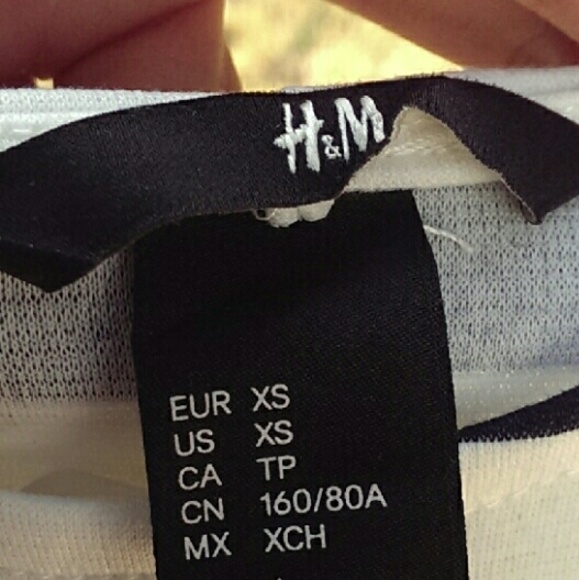 H&M
EUR XS
US XS
CA TP
CN 160/80A
MX XCH